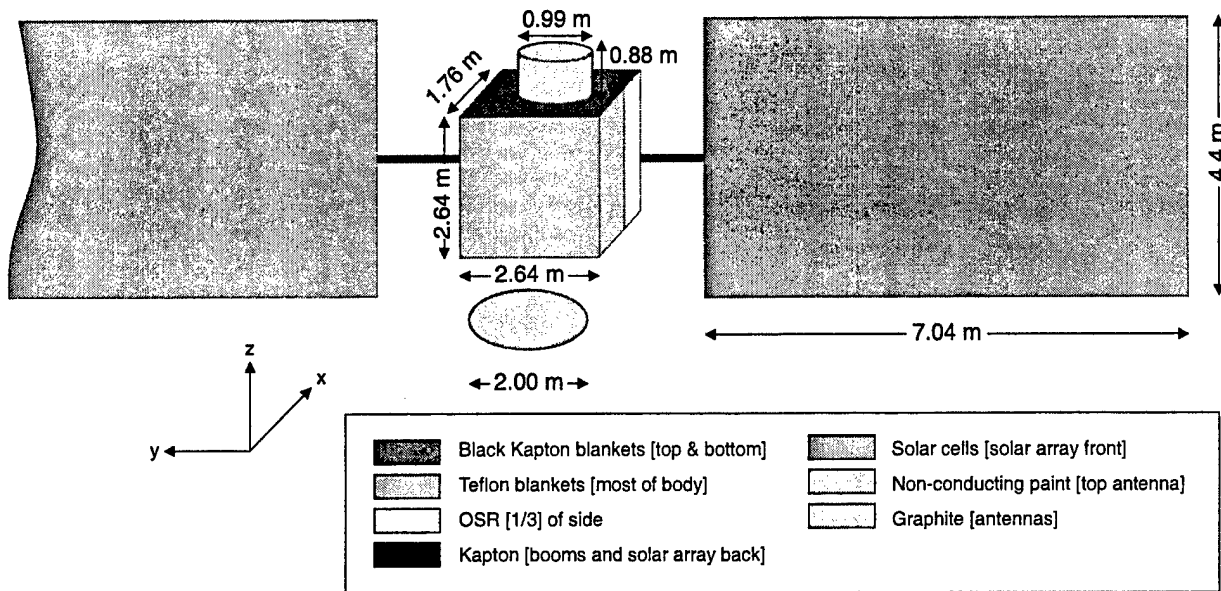 0.99 m
0.88 m
1.76 m
2.64 m
2.64 m
4.4 m
7.04 m
2.00 m
z
x
y
Black Kapton blankets [top & bottom]
Teflon blankets [most of body]
OSR [1/3] of side
Kapton [booms and solar array back]
Solar cells [solar array front]
Non-conducting paint [top antenna]
Graphite [antennas]